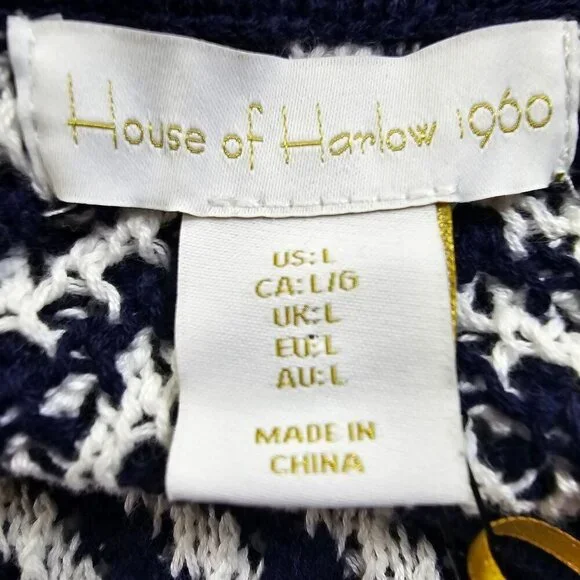 House of Harlow 1960
US: L
CA: L/G
UK: L
EU: L
AU: L
MADE IN
CHINA